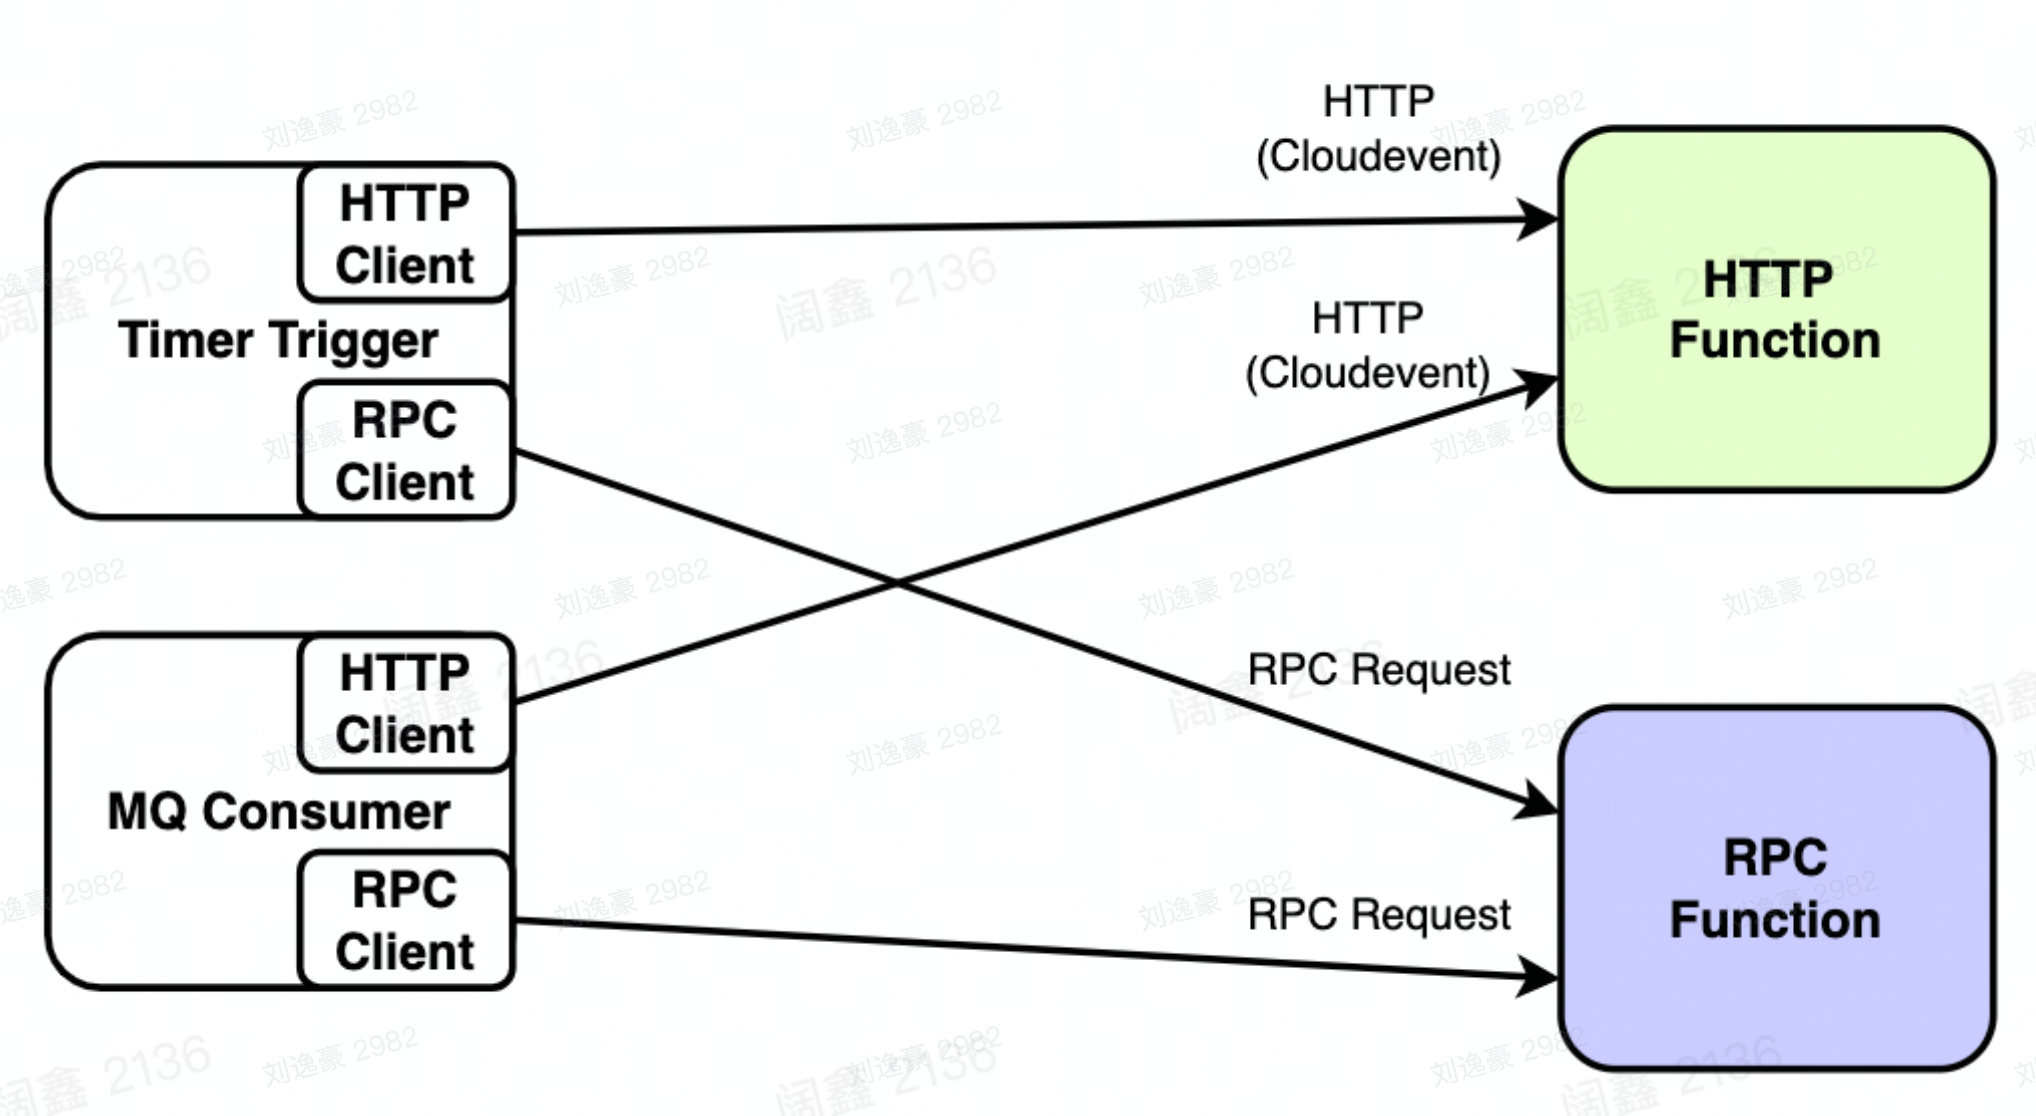 HTTP
(Cloudevent)
HTTP
Client
Timer Trigger
RPC
Client
HTTP
(Cloudevent)
HTTP
Function
HTTP
Client
MQ Consumer
RPC
Client
RPC Request
RPC Request
RPC
Function
刘逸豪 2982
阔鑫 2136